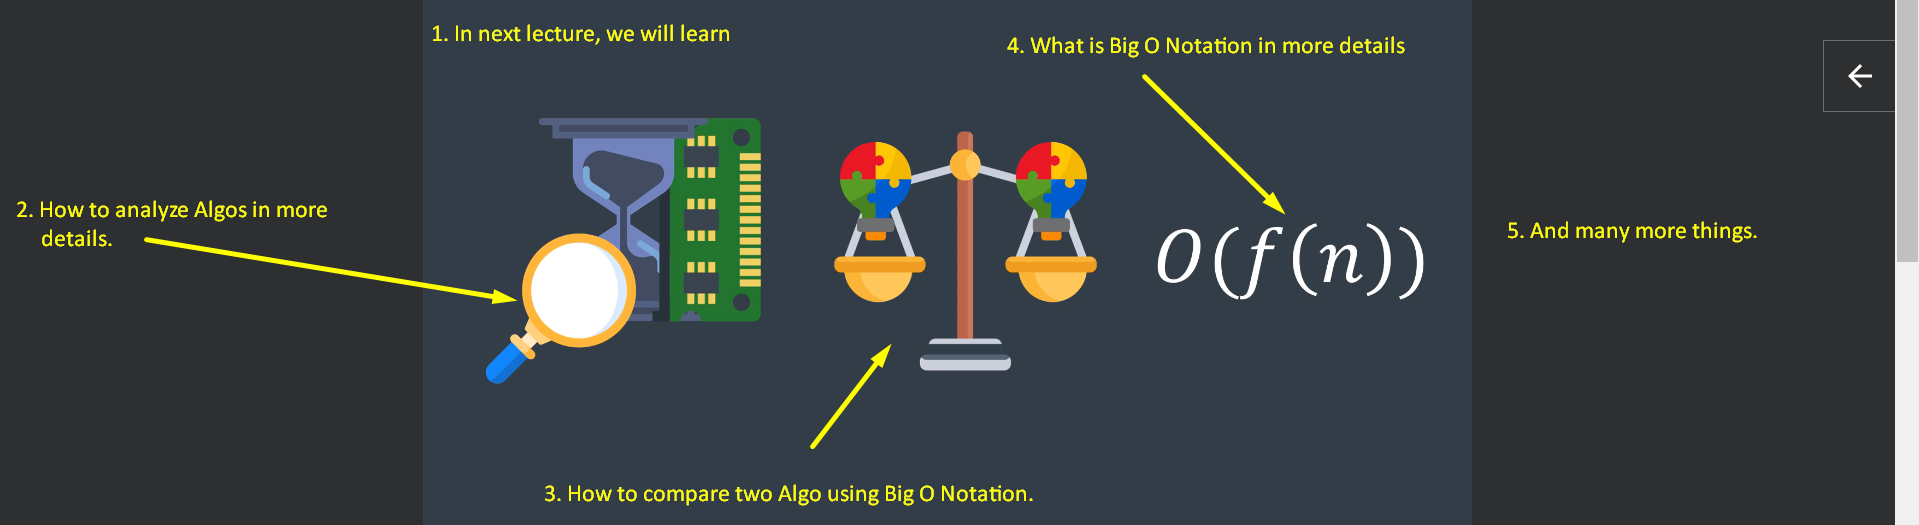 1. In next lecture, we will learn
4. What is Big O Notation in more details
2. How to analyze Algos in more
details.
O(f(n))
5. And many more things.
3. How to compare two Algo using Big O Notation.